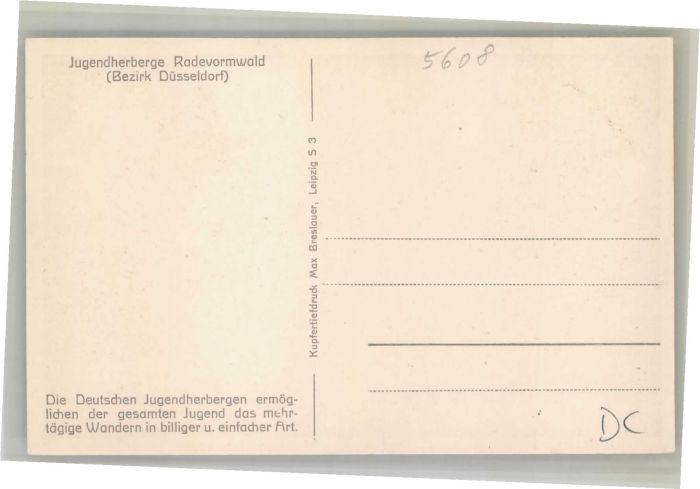 Jugendherberge Radevormwald
(Bezirk Düsseldorf)
5608
Kupfertiefdruck Max Breslauer, Leipzig S 3
Die Deutschen Jugendherbergen ermög-
lichen der gesamten Jugend das mehr-
tägige Wandern in billiger u. einfacher Art.
DC